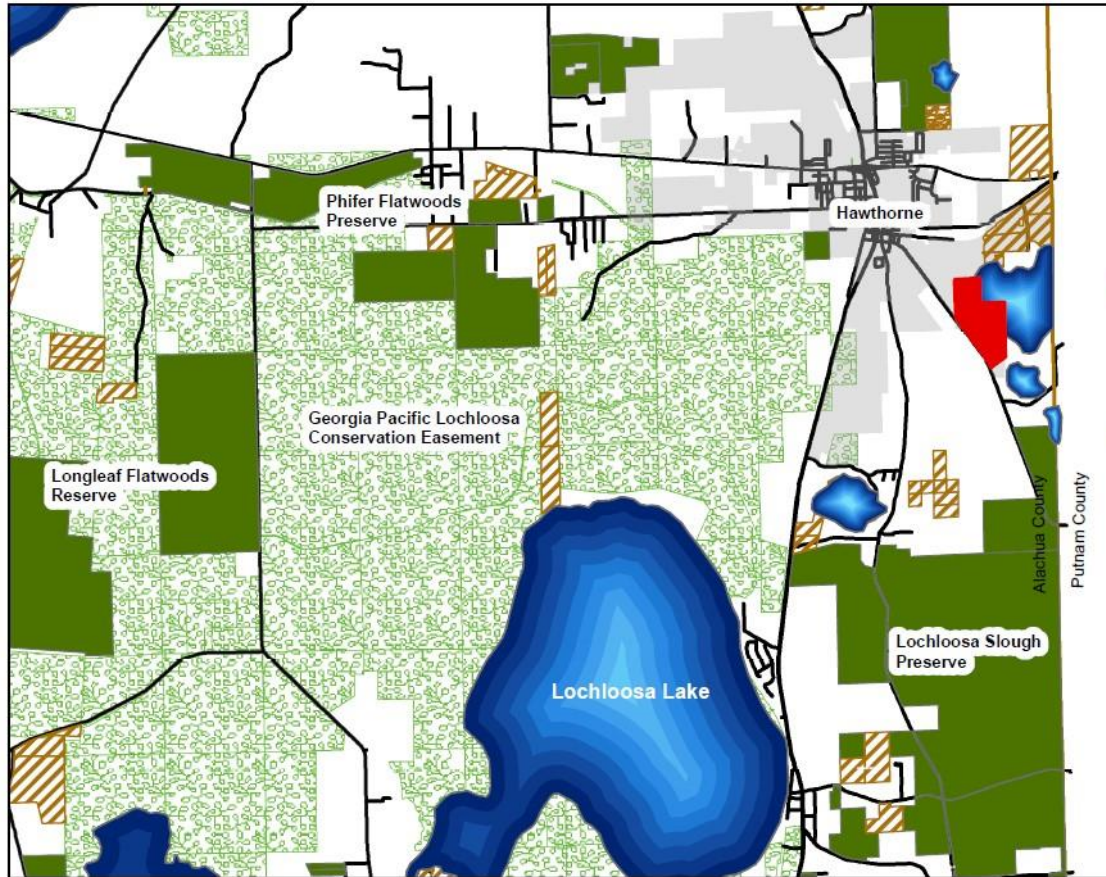 Phifer Flatwoods
Preserve
Hawthorne
Georgia Pacific Lochloosa
Conservation Easement
Longleaf Flatwoods
Reserve
Alachua County
Putnam County
Lochloosa Slough
Preserve
Lochloosa Lake